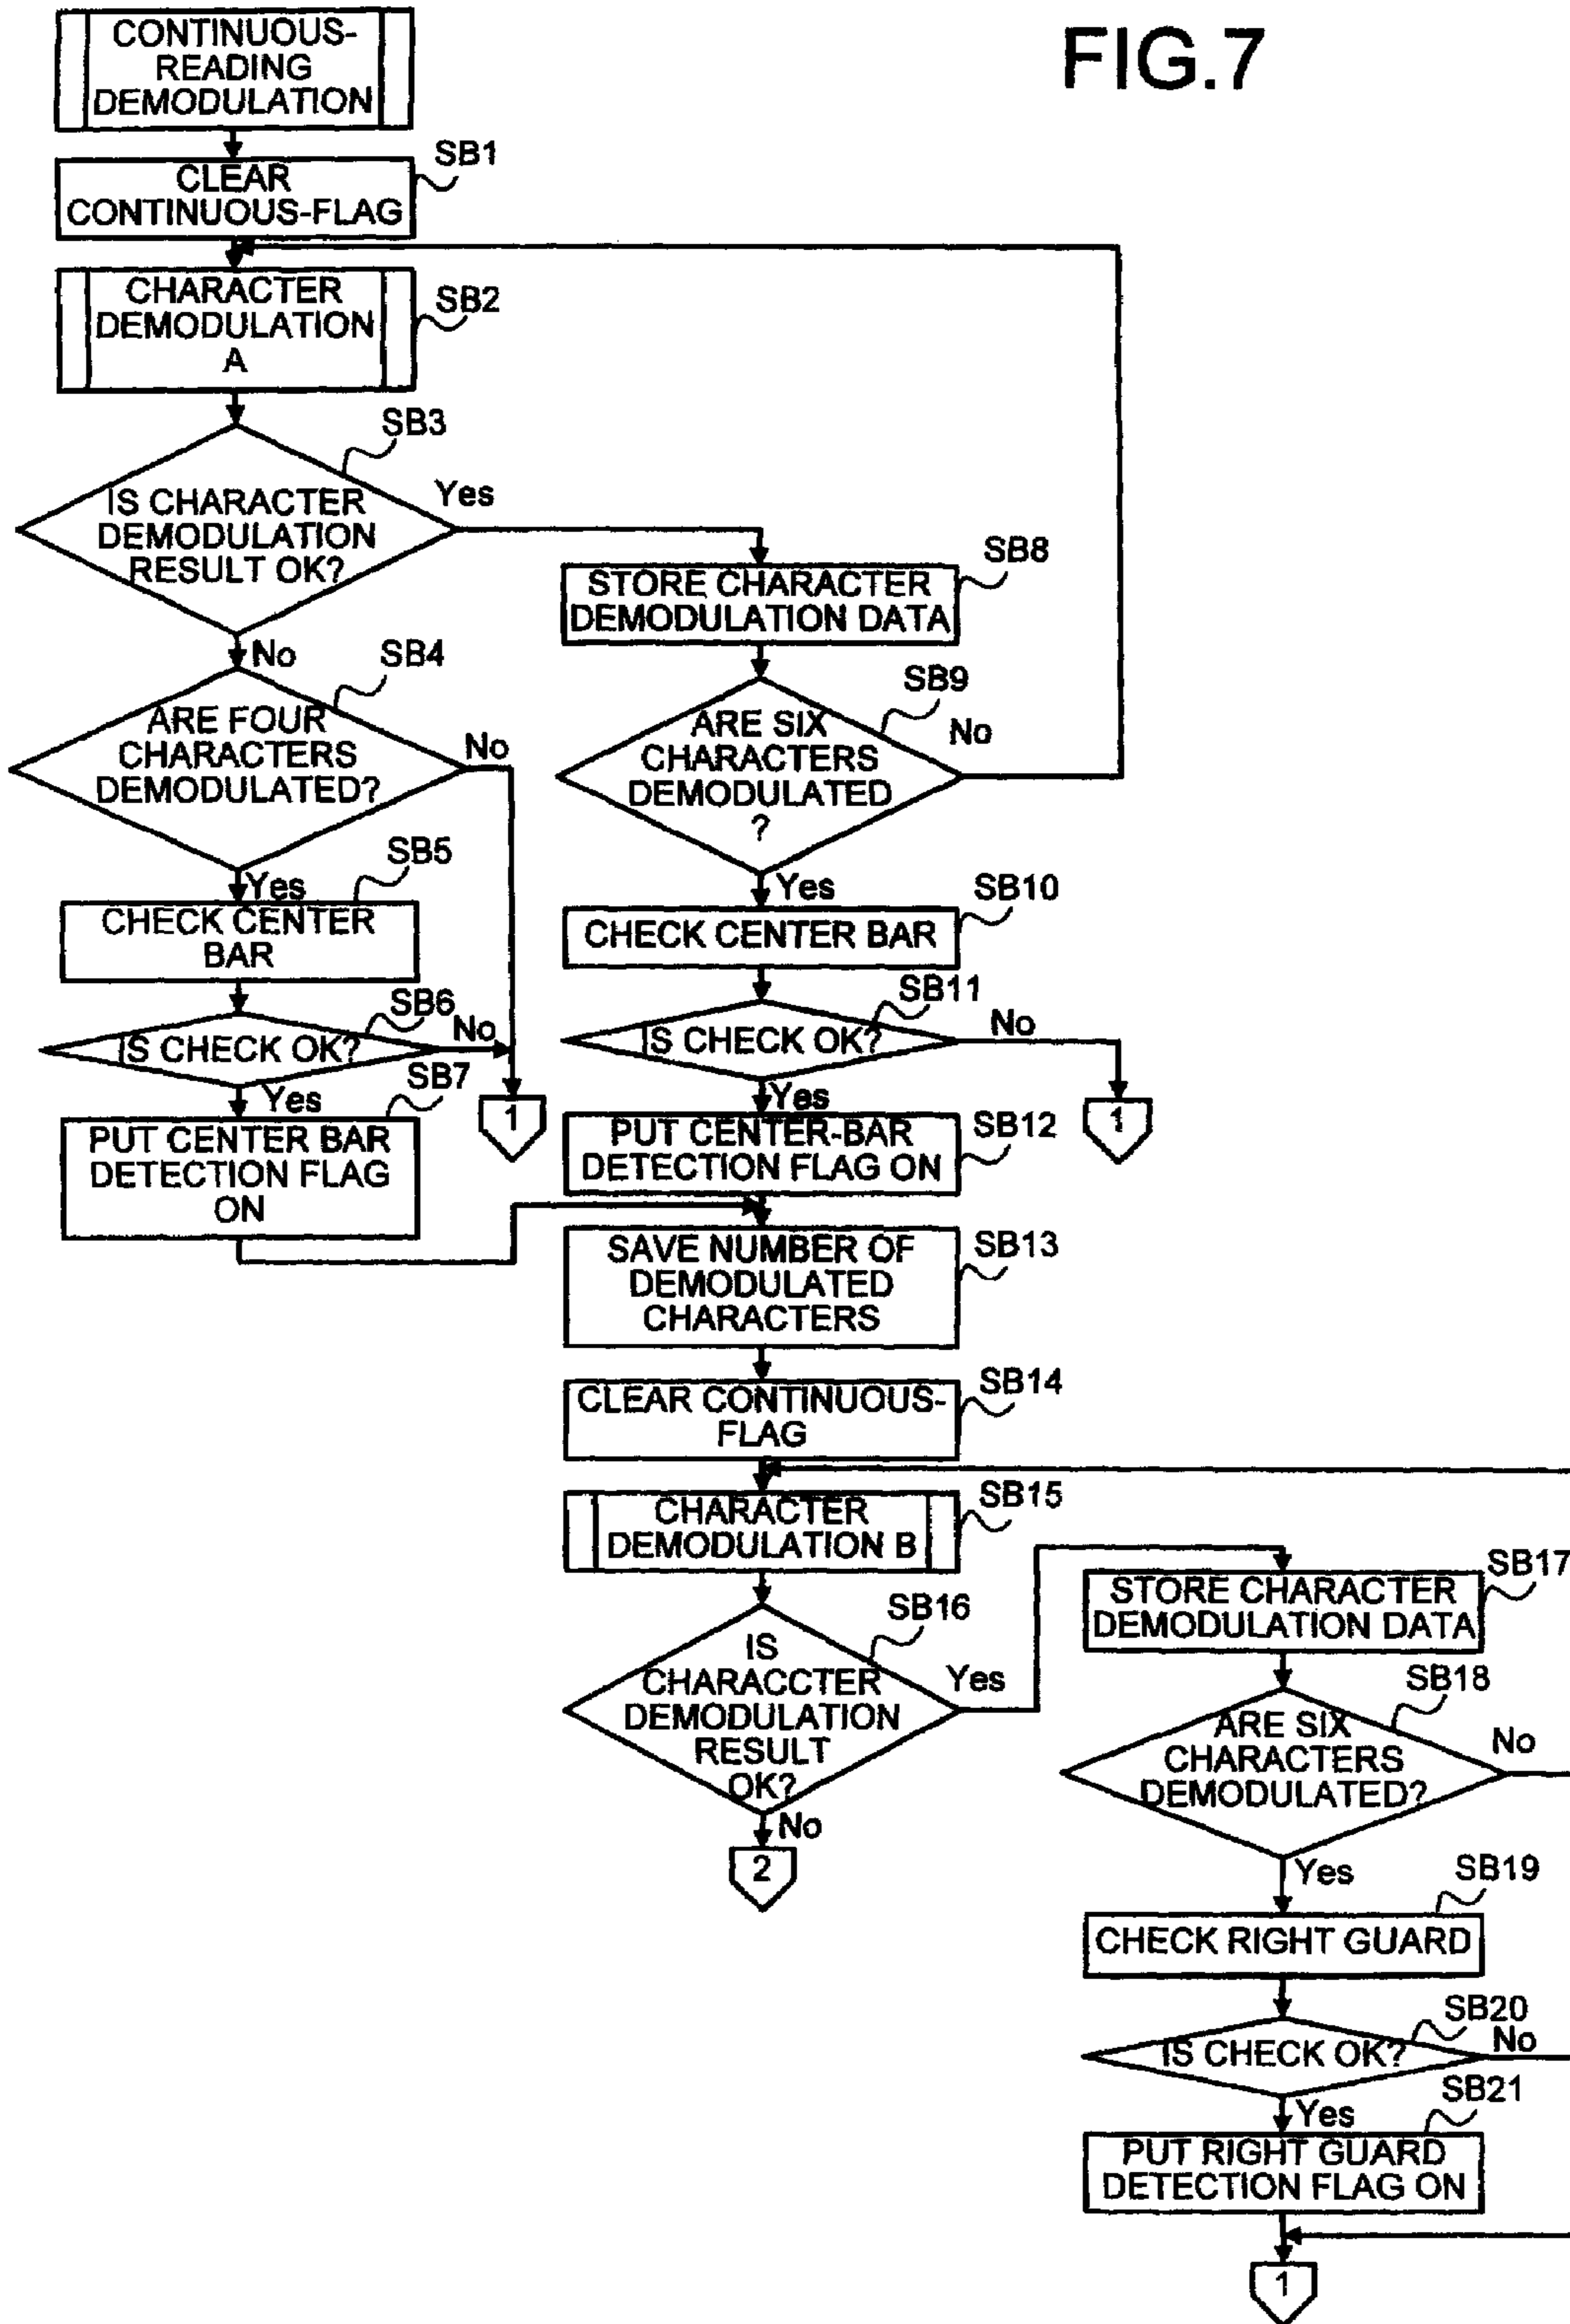 FIG.7
CONTINUOUS-
READING
DEMODULATION
SB1
CLEAR
CONTINUOUS-FLAG
SB2
CHARACTER
DEMODULATION
A
SB3
IS CHARACTER
DEMODULATION
RESULT OK?
Yes
No
SB4
ARE FOUR
CHARACTERS
DEMODULATED?
No
Yes
SB5
CHECK CENTER
BAR
SB6
IS CHECK OK?
No
Yes
SB7
PUT CENTER BAR
DETECTION FLAG
ON
1
SB8
STORE CHARACTER
DEMODULATION DATA
SB9
ARE SIX
CHARACTERS
DEMODULATED
?
No
Yes
SB10
CHECK CENTER BAR
SB11
IS CHECK OK?
No
Yes
1
SB12
PUT CENTER-BAR
DETECTION FLAG ON
SB13
SAVE NUMBER OF
DEMODULATED
CHARACTERS
SB14
CLEAR CONTINUOUS-
FLAG
SB15
CHARACTER
DEMODULATION B
SB16
IS
CHARACCTER
DEMODULATION
RESULT
OK?
Yes
No
2
SB17
STORE CHARACTER
DEMODULATION DATA
SB18
ARE SIX
CHARACTERS
DEMODULATED?
No
Yes
SB19
CHECK RIGHT GUARD
SB20
IS CHECK OK?
No
Yes
SB21
PUT RIGHT GUARD
DETECTION FLAG ON
1